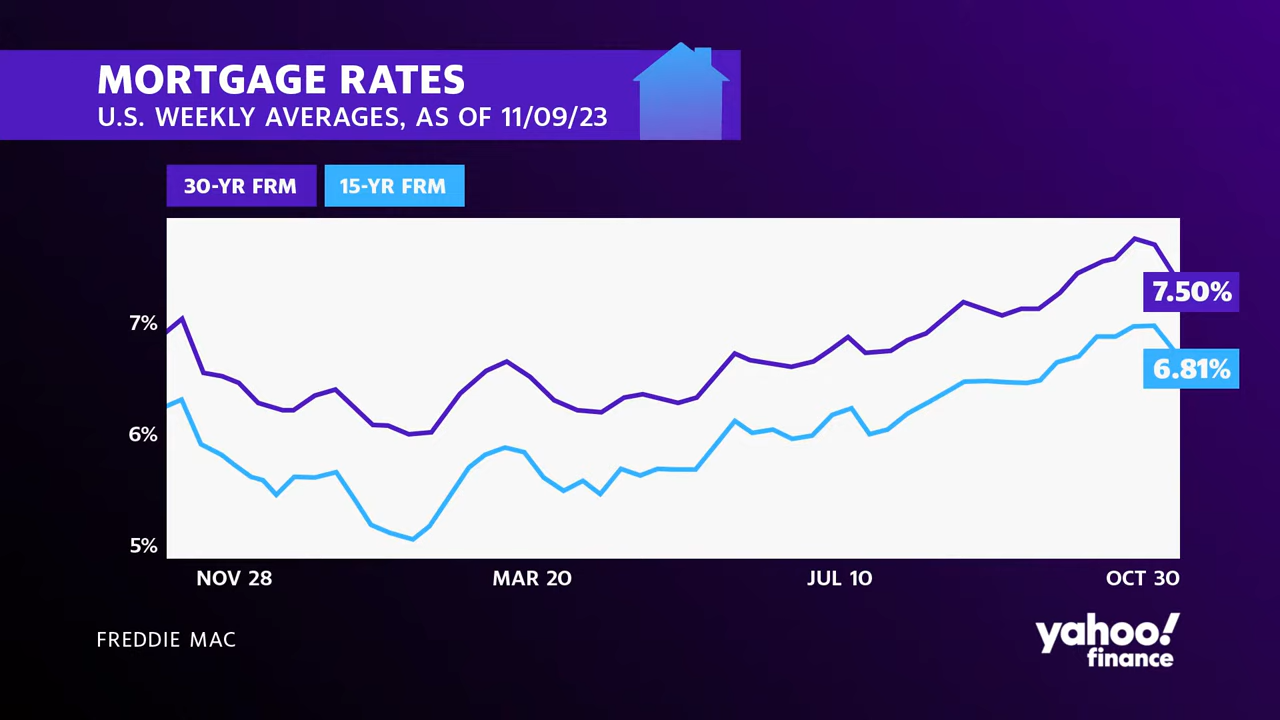 MORTGAGE RATES
U.S. WEEKLY AVERAGES, AS OF 11/09/23
30-YR FRM
15-YR FRM
7%
6%
5%
7.50%
6.81%
NOV 28
MAR 20
JUL 10
OCT 30
FREDDIE MAC
yahoo!
finance